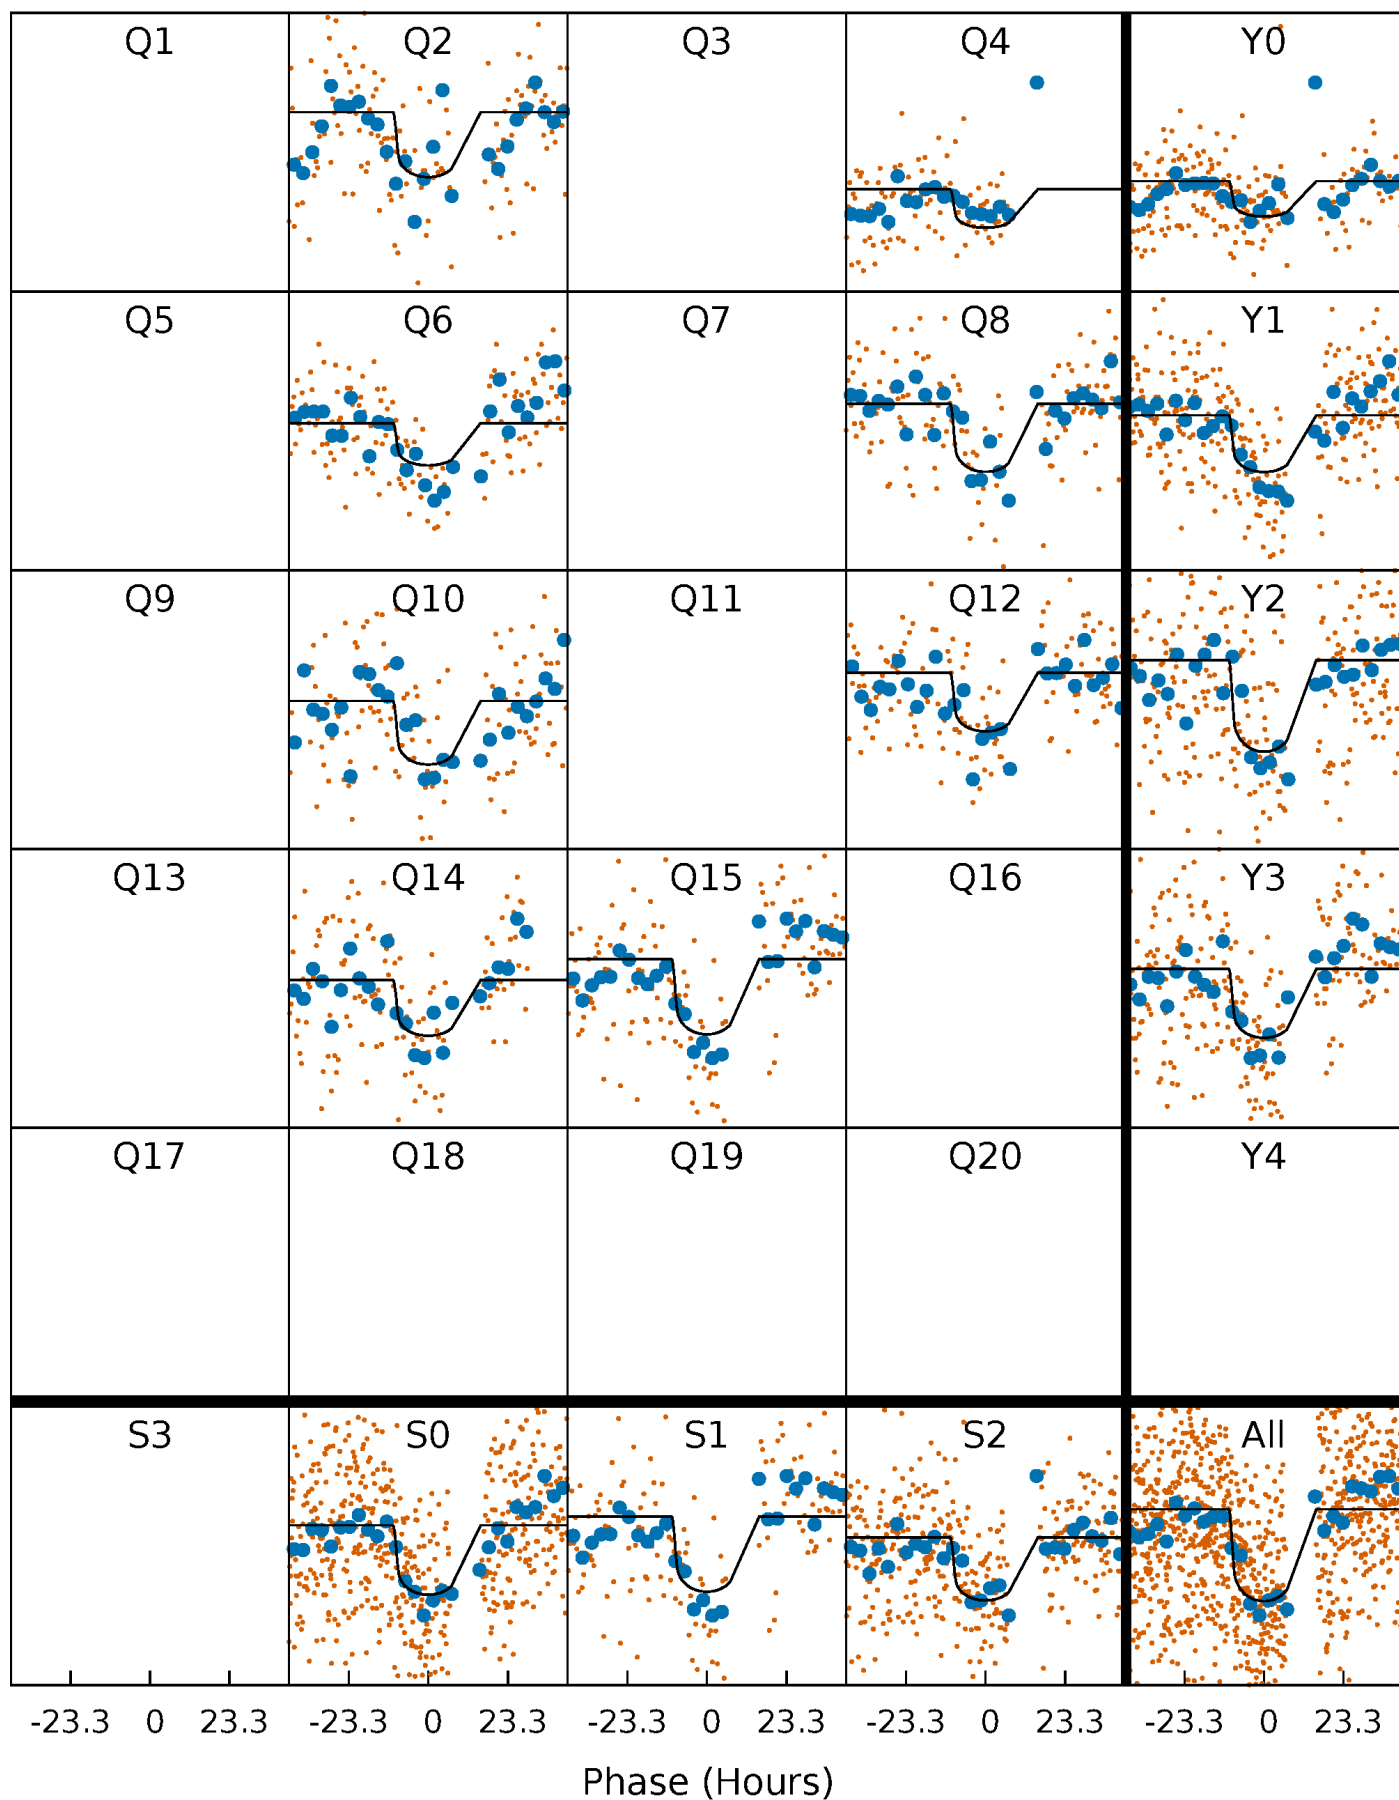 Q1 Q2 Q3 Q4 Y0
Q5 Q6 Q7 Q8 Y1
Q9 Q10 Q11 Q12 Y2
Q13 Q14 Q15 Q16 Y3
Q17 Q18 Q19 Q20 Y4
S3 S0 S1 S2 All
-23.3 0 23.3 -23.3 0 23.3 -23.3 0 23.3 -23.3 0 23.3 -23.3 0 23.3
Phase (Hours)